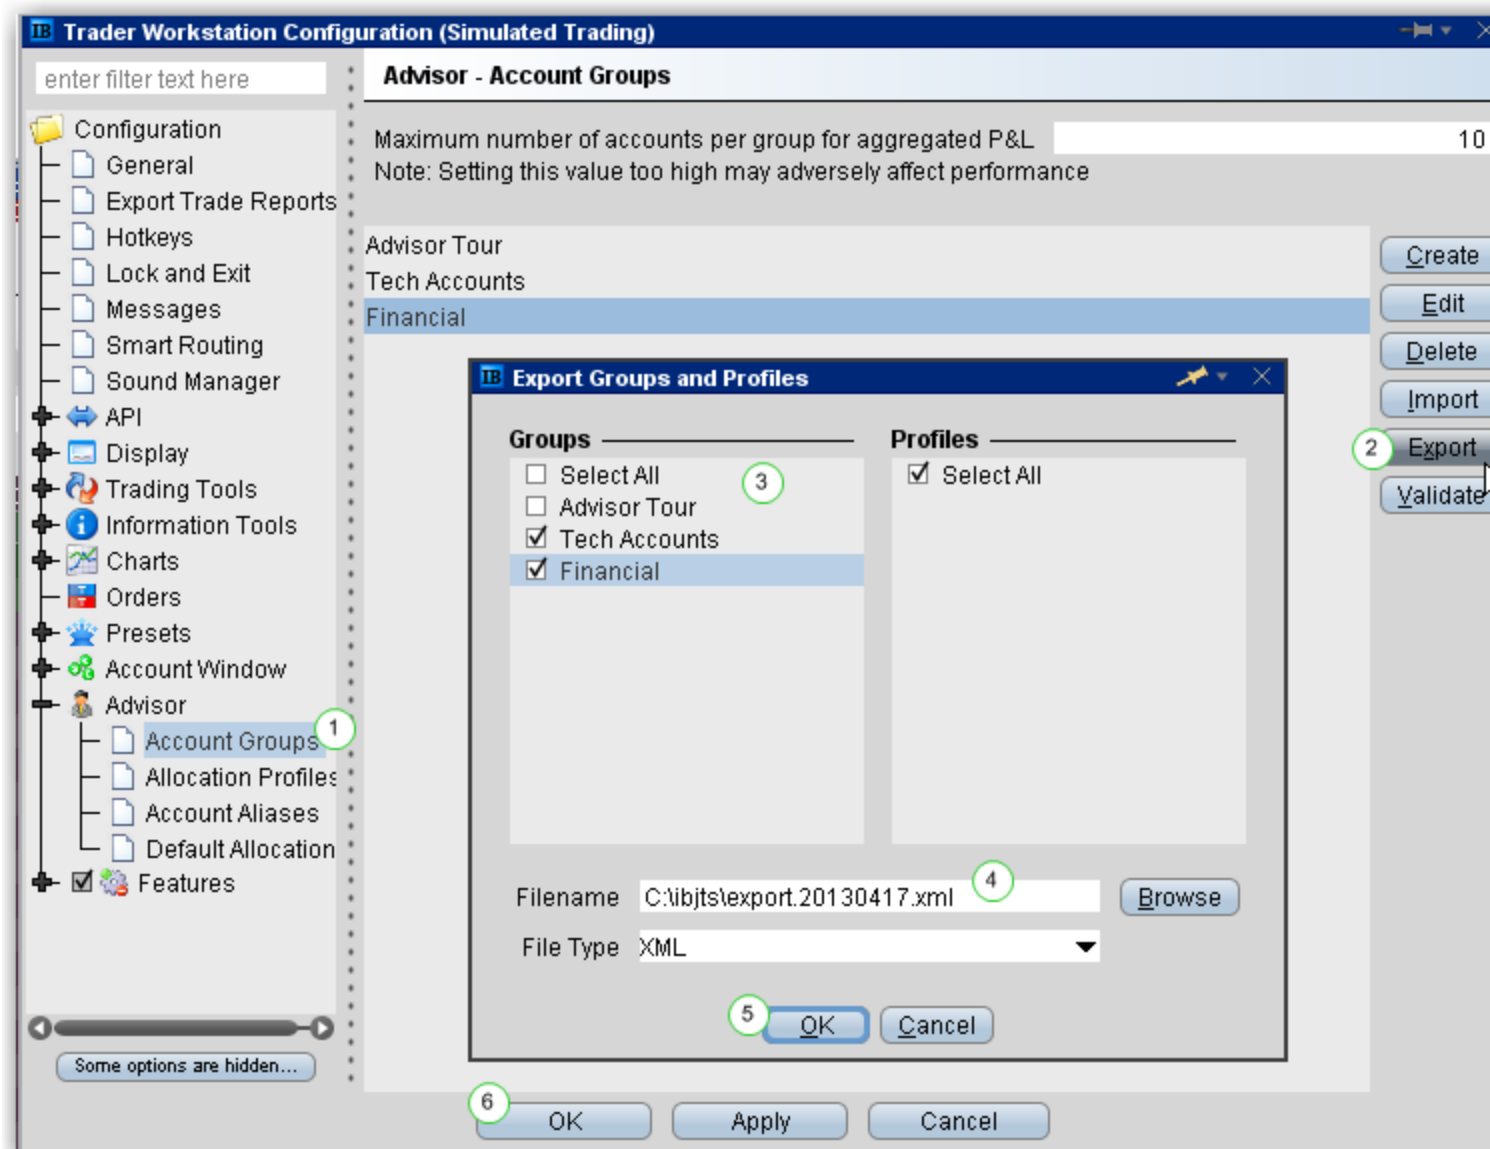 IB Trader Workstation Configuration (Simulated Trading)
enter filter text here
Configuration
General
Export Trade Reports
Hotkeys
Lock and Exit
Messages
Smart Routing
Sound Manager
API
Display
Trading Tools
Information Tools
Charts
Orders
Presets
Account Window
Advisor
Account Groups 1
Allocation Profiles
Account Aliases
Default Allocation
Features
Some options are hidden...
Advisor - Account Groups
Maximum number of accounts per group for aggregated P&L 10
Note: Setting this value too high may adversely affect performance
Advisor Tour
Tech Accounts
Financial
Create
Edit
Delete
Import
2 Export
Validate
IB Export Groups and Profiles
Groups
Select All 3
Advisor Tour
Tech Accounts
Financial
Profiles
Select All
Filename C:\ibjts\export.20130417.xml 4 Browse
File Type XML
5 OK Cancel
6 OK Apply Cancel